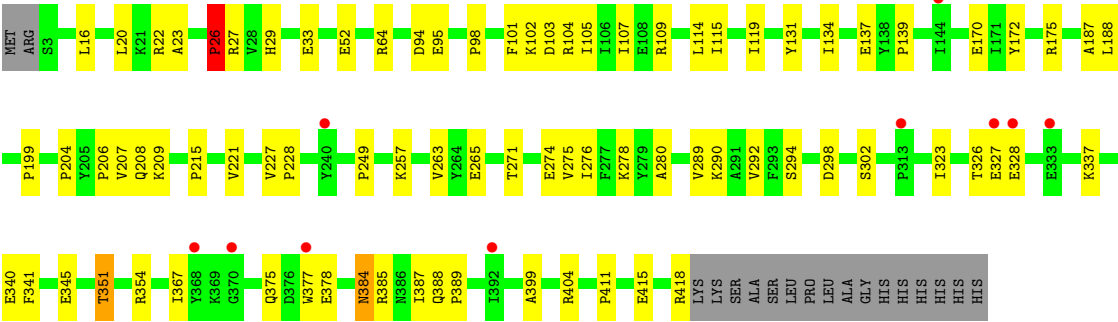 MET ARG S3 L16 L20 K21 R22 A23 P26 R27 V28 H29 E33 E52 R64 D94 E95 P98 F101 K102 D103 R104 I105 I106 I107 E108 R109 L114 I115 I119 Y131 I134 E137 Y138 P139 I144 E170 I171 Y172 R175 A187 L188
P199 P204 Y205 P206 V207 Q208 K209 P215 V221 V227 P228 Y240 P249 K257 V263 Y264 E265 T271 E274 V275 I276 F277 K278 Y279 A280 V289 K290 A291 V292 F293 S294 D298 S302 P313 I323 T326 E327 E328 E333 K337
E340 F341 E345 T351 R354 I367 Y368 K369 G370 Q375 D376 W377 E378 N384 R385 N386 I387 Q388 P389 I392 A399 R404 P411 E415 R418 LYS LYS SER ALA SER LEU PRO LEU ALA GLY HIS HIS HIS HIS HIS HIS